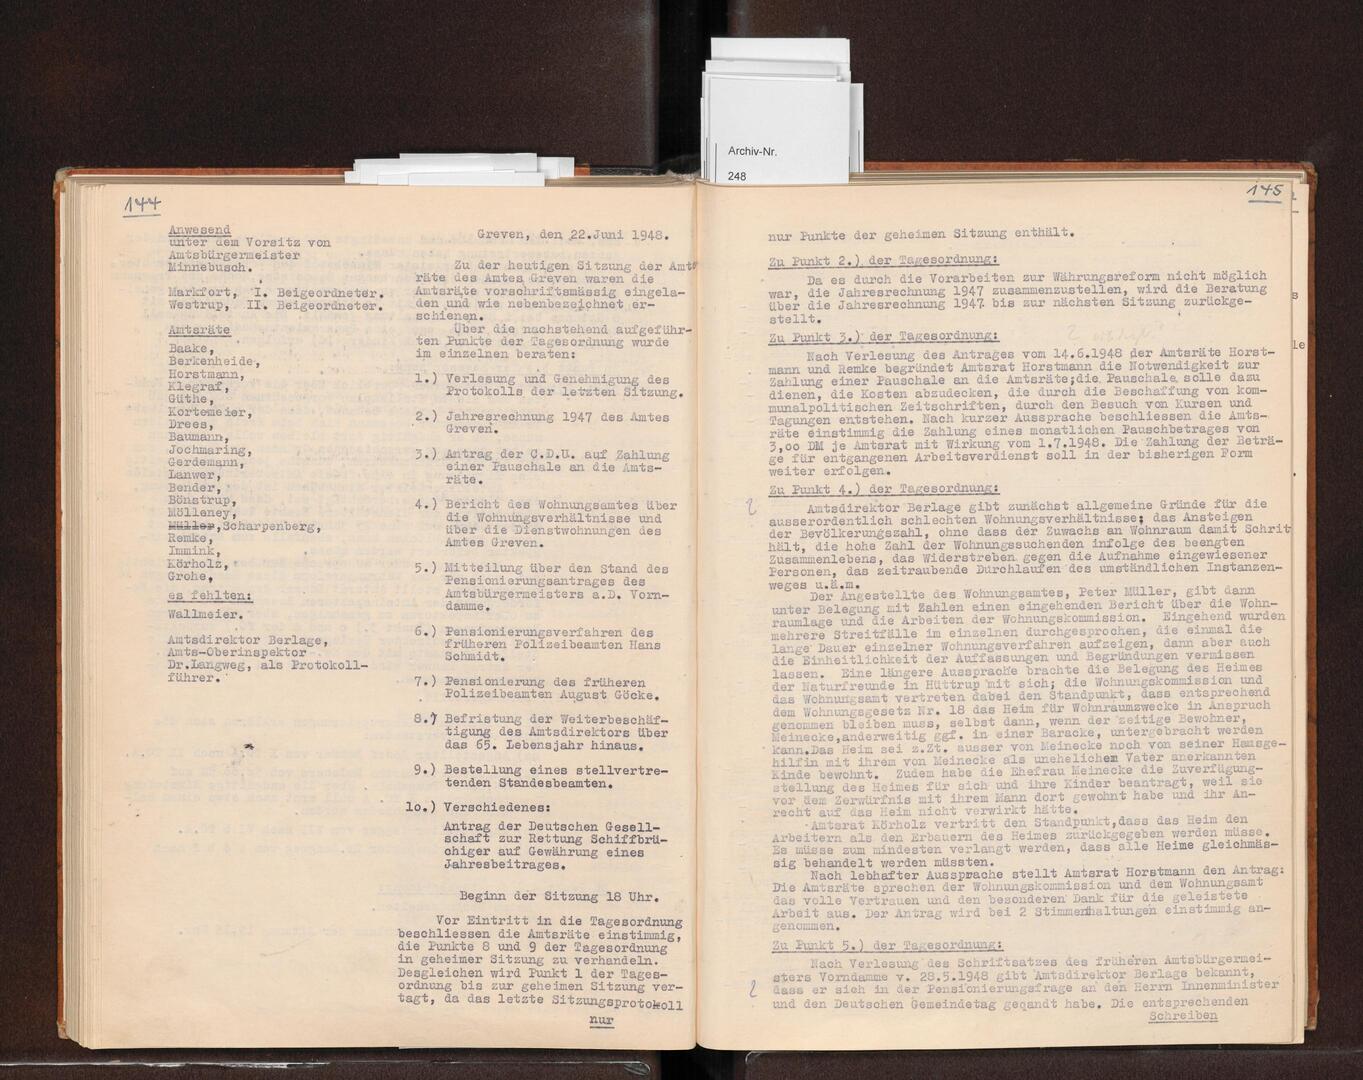 Archiv-Nr.
248
144
Anwesend
unter dem Vorsitz von
Amtsbürgermeister
Minnebusch.
Markfort, I. Beigeordneter.
Westrup, II. Beigeordneter.
Amtsräte
Baake,
Berkenheide,
Horstmann,
Klegraf,
Güthe,
Kortemeier,
Drees,
Baumann,
Jochmaring,
Gerdemann,
Lanwer,
Bender,
Bönstrup,
Mölleney,
Müller,Scharpenberg,
Remke,
Immink,
Körholz,
Grohe,
es fehlten:
Wallmeier.
Amtsdirektor Berlage,
Amts-Oberinspektor
Dr.Langweg, als Protokoll-
führer.
Greven, den 22.Juni 1948.
Zu der heutigen Sitzung der Amts
räte des Amtes Greven waren die
Amtsräte vorschriftsmässig eingela-
den und wie nebenbezeichnet er-
schienen.
Über die nachstehend aufgeführ-
ten Punkte der Tagesordnung wurde
im einzelnen beraten:
1.) Verlesung und Genehmigung des
Protokolls der letzten Sitzung.
2.) Jahresrechnung 1947 des Amtes
Greven.
3.) Antrag der C.D.U. auf Zahlung
einer Pauschale an die Amts-
räte.
4.) Bericht des Wohnungsamtes über
die Wohnungsverhältnisse und
über die Dienstwohnungen des
Amtes Greven.
5.) Mitteilung über den Stand des
Pensionierungsantrages des
Amtsbürgermeisters a.D. Vorn-
damme.
6.) Pensionierungsverfahren des
früheren Polizeibeamten Hans
Schmidt.
7.) Pensionierung des früheren
Polizeibeamten August Göcke.
8.) Befristung der Weiterbeschäf-
tigung des Amtsdirektors über
das 65. Lebensjahr hinaus.
9.) Bestellung eines stellvertre-
tenden Standesbeamten.
1o.) Verschiedenes:
Antrag der Deutschen Gesell-
schaft zur Rettung Schiffbrü-
chiger auf Gewährung eines
Jahresbeitrages.
Beginn der Sitzung 18 Uhr.
Vor Eintritt in die Tagesordnung
beschliessen die Amtsräte einstimmig,
die Punkte 8 und 9 der Tagesordnung
in geheimer Sitzung zu verhandeln.
Desgleichen wird Punkt 1 der Tages-
ordnung bis zur geheimen Sitzung ver-
tagt, da das letzte Sitzungsprotokoll
nur
145
nur Punkte der geheimen Sitzung enthält.
Zu Punkt 2.) der Tagesordnung:
Da es durch die Vorarbeiten zur Währungsreform nicht möglich
war, die Jahresrechnung 1947 zusammenzustellen, wird die Beratung
über die Jahresrechnung 1947 bis zur nächsten Sitzung zurückge-
stellt.
Zu Punkt 3.) der Tagesordnung:
Nach Verlesung des Antrages vom 14.6.1948 der Amtsräte Horst-
mann und Remke begründet Amtsrat Horstmann die Notwendigkeit zur
Zahlung einer Pauschale an die Amtsräte;die Pauschale solle dazu
dienen, die Kosten abzudecken, die durch die Beschaffung von kom-
munalpolitischen Zeitschriften, durch den Besuch von Kursen und
Tagungen entstehen. Nach kurzer Aussprache beschliessen die Amts-
räte einstimmig die Zahlung eines monatlichen Pauschbetrages von
3,oo DM je Amtsrat mit Wirkung vom 1.7.1948. Die Zahlung der Beträ-
ge für entgangenen Arbeitsverdienst soll in der bisherigen Form
weiter erfolgen.
Zu Punkt 4.) der Tagesordnung:
Amtsdirektor Berlage gibt zunächst allgemeine Gründe für die
ausserordentlich schlechten Wohnungsverhältnisse; das Ansteigen
der Bevölkerungszahl, ohne dass der Zuwachs an Wohnraum damit Schrit
hält, die hohe Zahl der Wohnungssuchenden infolge des beengten
Zusammenlebens, das Widerstreben gegen die Aufnahme eingewiesener
Personen, das zeitraubende Durchlaufen des umständlichen Instanzen-
weges u.ä.m.
Der Angestellte des Wohnungsamtes, Peter Müller, gibt dann
unter Belegung mit Zahlen einen eingehenden Bericht über die Wohn-
raumlage und die Arbeiten der Wohnungskommission. Eingehend wurden
mehrere Streitfälle im einzelnen durchgesprochen, die einmal die
lange Dauer einzelner Wohnungsverfahren aufzeigen, dann aber auch
die Einheitlichkeit der Auffassungen und Begründungen vermissen
lassen. Eine längere Aussprache brachte die Belegung des Heimes
der Naturfreunde in Hüttrup mit sich; die Wohnungskommission und
das Wohnungsamt vertreten dabei den Standpunkt, dass entsprechend
dem Wohnungsgesetz Nr. 18 das Heim für Wohnraumzwecke in Anspruch
genommen bleiben muss, selbst dann, wenn der zeitige Bewohner,
Meinecke,anderweitig ggf. in einer Baracke, untergebracht werden
kann.Das Heim sei z.Zt. ausser von Meinecke noch von seiner Hausge-
hilfin mit ihrem von Meinecke als unehelichem Vater anerkannten
Kinde bewohnt. Zudem habe die Ehefrau Meinecke die Zuverfügung-
stellung des Heimes für sich und ihre Kinder beantragt, weil sie
vor dem Zerwürfnis mit ihrem Mann dort gewohnt habe und ihr An-
recht auf das Heim nicht verwirkt hätte.
Amtsrat Körholz vertritt den Standpunkt,dass das Heim den
Arbeitern als den Erbauern des Heimes zurückgegeben werden müsse.
Es müsse zum mindesten verlangt werden, dass alle Heime gleichmäs-
sig behandelt werden müssten.
Nach lebhafter Aussprache stellt Amtsrat Horstmann den Antrag:
Die Amtsräte sprechen der Wohnungskommission und dem Wohnungsamt
das volle Vertrauen und den besonderen Dank für die geleistete
Arbeit aus. Der Antrag wird bei 2 Stimmenthaltungen einstimmig an-
genommen.
Zu Punkt 5.) der Tagesordnung:
Nach Verlesung des Schriftsatzes des früheren Amtsbürgermei-
sters Vorndamme v. 28.5.1948 gibt Amtsdirektor Berlage bekannt,
dass er sich in der Pensionierungsfrage an den Herrn Innenminister
und den Deutschen Gemeindetag geqandt habe. Die entsprechenden
Schreiben